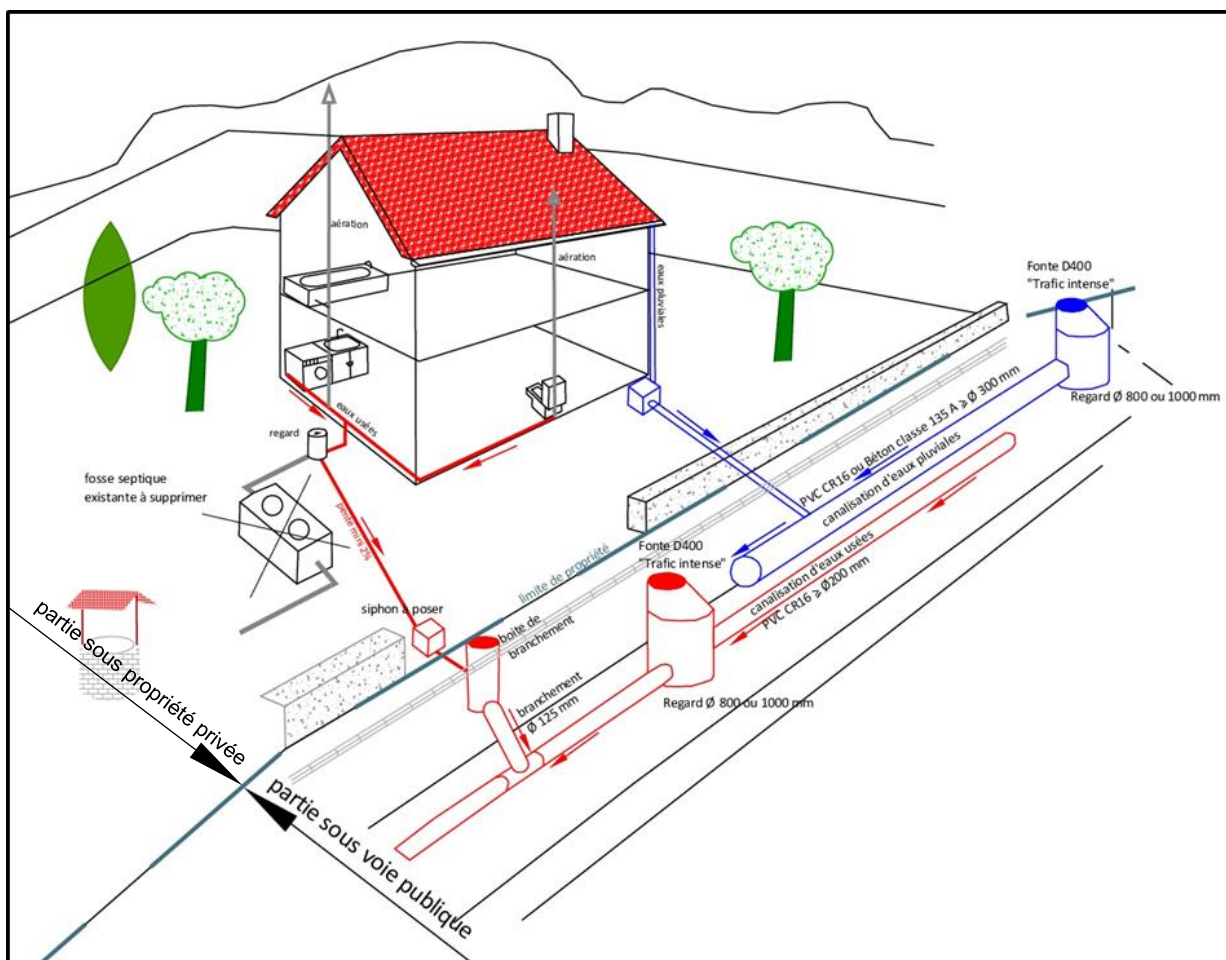 aération
aération
eaux pluviales
Fonte D400
"Trafic intense"
Regard Ø 800 ou 1000 mm
PVC CR16 ou Béton classe 135 A ⩾ Ø 300 mm
canalisation d'eaux pluviales
eaux usées
regard
fosse septique
existante à supprimer
pente mini 2%
Fonte D400
"Trafic intense"
limite de propriété
canalisation d'eaux usées
PVC CR16 ⩾ Ø200 mm
siphon à poser
boite de
branchement
branchement
Ø 125 mm
Regard Ø 800 ou 1000 mm
partie sous propriété privée
partie sous voie publique